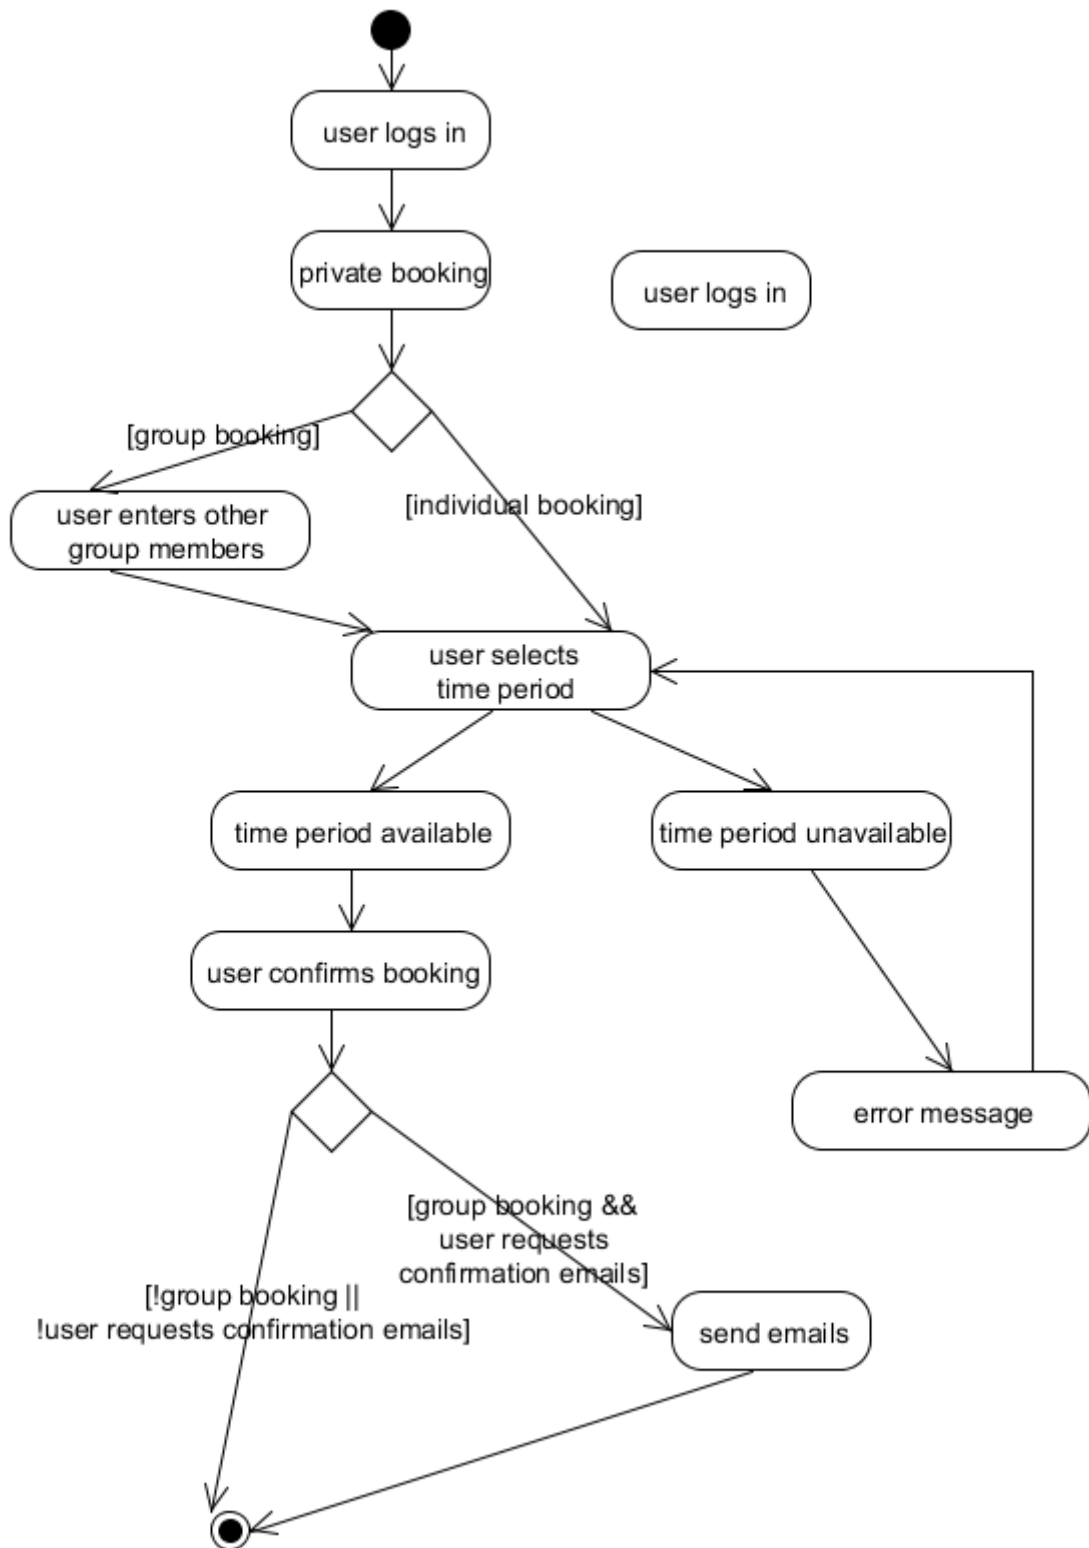 user logs in
private booking
user logs in
[group booking]
[individual booking]
user enters other
group members
user selects
time period
time period available
time period unavailable
user confirms booking
error message
[group booking &&
user requests
confirmation emails]
[!group booking ||
!user requests confirmation emails]
send emails